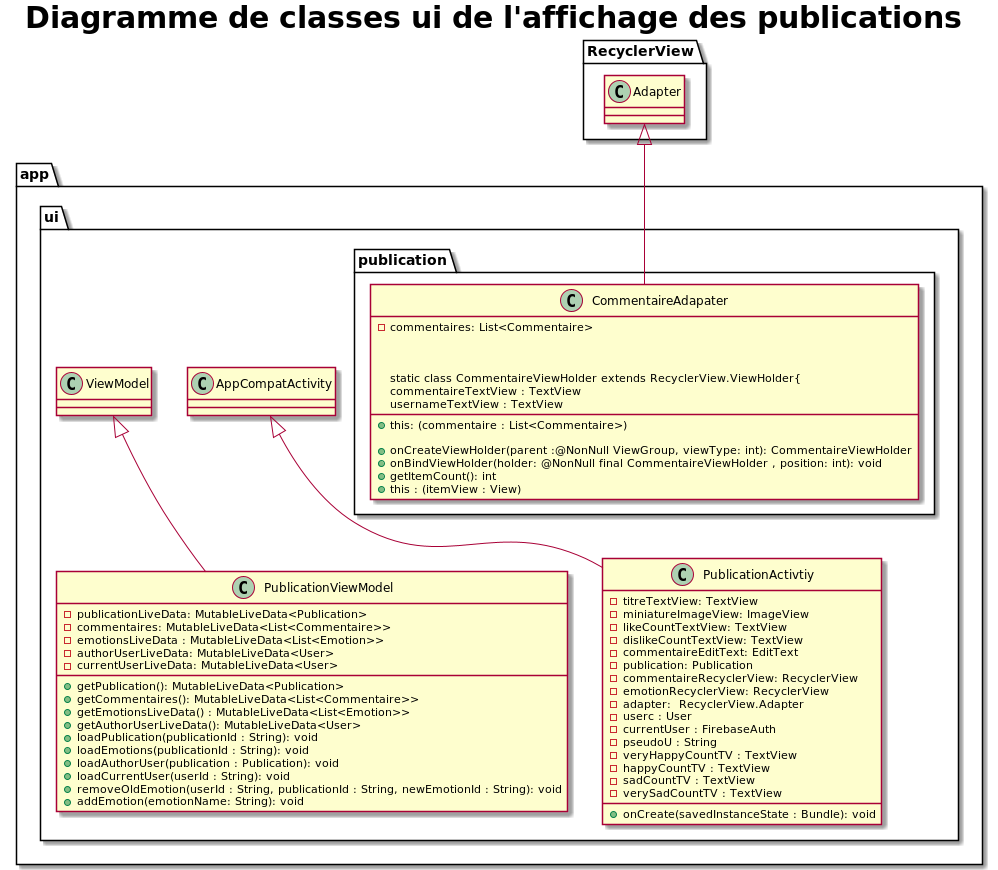 Diagramme de classes ui de l'affichage des publications
RecyclerView
C Adapter
app
ui
publication
C CommentaireAdapater
commentaires: List<Commentaire>
static class CommentaireViewHolder extends RecyclerView.ViewHolder{
commentaireTextView : TextView
usernameTextView : TextView
this: (commentaire : List<Commentaire>)
onCreateViewHolder(parent :@NonNull ViewGroup, viewType: int): CommentaireViewHolder
onBindViewHolder(holder: @NonNull final CommentaireViewHolder , position: int): void
getItemCount(): int
this : (itemView : View)
C ViewModel
C AppCompatActivity
C PublicationViewModel
publicationLiveData: MutableLiveData<Publication>
commentaires: MutableLiveData<List<Commentaire>>
emotionsLiveData : MutableLiveData<List<Emotion>>
authorUserLiveData: MutableLiveData<User>
currentUserLiveData: MutableLiveData<User>
getPublication(): MutableLiveData<Publication>
getCommentaires(): MutableLiveData<List<Commentaire>>
getEmotionsLiveData() : MutableLiveData<List<Emotion>>
getAuthorUserLiveData(): MutableLiveData<User>
loadPublication(publicationId : String): void
loadEmotions(publicationId : String): void
loadAuthorUser(publication : Publication): void
loadCurrentUser(userId : String): void
removeOldEmotion(userId : String, publicationId : String, newEmotionId : String): void
addEmotion(emotionName: String): void
C PublicationActivtiy
titreTextView: TextView
miniatureImageView: ImageView
likeCountTextView: TextView
dislikeCountTextView: TextView
commentaireEditText: EditText
publication: Publication
commentaireRecyclerView: RecyclerView
emotionRecyclerView: RecyclerView
adapter:  RecyclerView.Adapter
userc : User
currentUser : FirebaseAuth
pseudoU : String
veryHappyCountTV : TextView
happyCountTV : TextView
sadCountTV : TextView
verySadCountTV : TextView
onCreate(savedInstanceState : Bundle): void